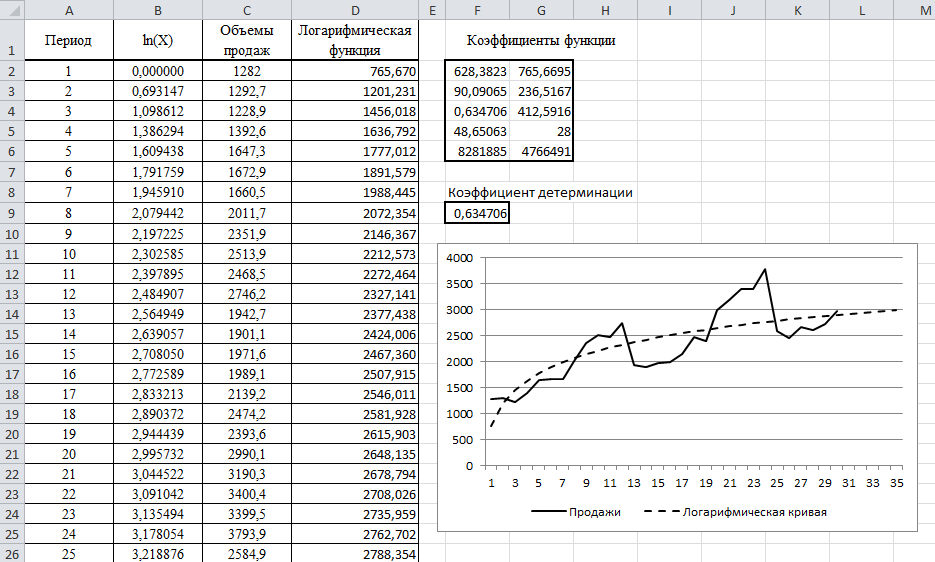 A B C D E F G H I J K L M
1 Период ln(X) Объемы продаж Логарифмическая функция Коэффициенты функции
2 1 0,000000 1282 765,670 628,3823 765,6695
3 2 0,693147 1292,7 1201,231 90,09065 236,5167
4 3 1,098612 1228,9 1456,018 0,634706 412,5916
5 4 1,386294 1392,6 1636,792 48,65063 28
6 5 1,609438 1647,3 1777,012 8281885 4766491
7 6 1,791759 1672,9 1891,579
8 7 1,945910 1660,5 1988,445 Коэффициент детерминации
9 8 2,079442 2011,7 2072,354 0,634706
10 9 2,197225 2351,9 2146,367
11 10 2,302585 2513,9 2212,573
12 11 2,397895 2468,5 2272,464
13 12 2,484907 2746,2 2327,141
14 13 2,564949 1942,7 2377,438
15 14 2,639057 1901,1 2424,006
16 15 2,708050 1971,6 2467,360
17 16 2,772589 1989,1 2507,915
18 17 2,833213 2139,2 2546,011
19 18 2,890372 2474,2 2581,928
20 19 2,944439 2393,6 2615,903
21 20 2,995732 2990,1 2648,135
22 21 3,044522 3190,3 2678,794
23 22 3,091042 3400,4 2708,026
24 23 3,135494 3399,5 2735,959
25 24 3,178054 3793,9 2762,702
26 25 3,218876 2584,9 2788,354
4000
3500
3000
2500
2000
1500
1000
500
0
1 3 5 7 9 11 13 15 17 19 21 23 25 27 29 31 33 35
Продажи Логарифмическая кривая